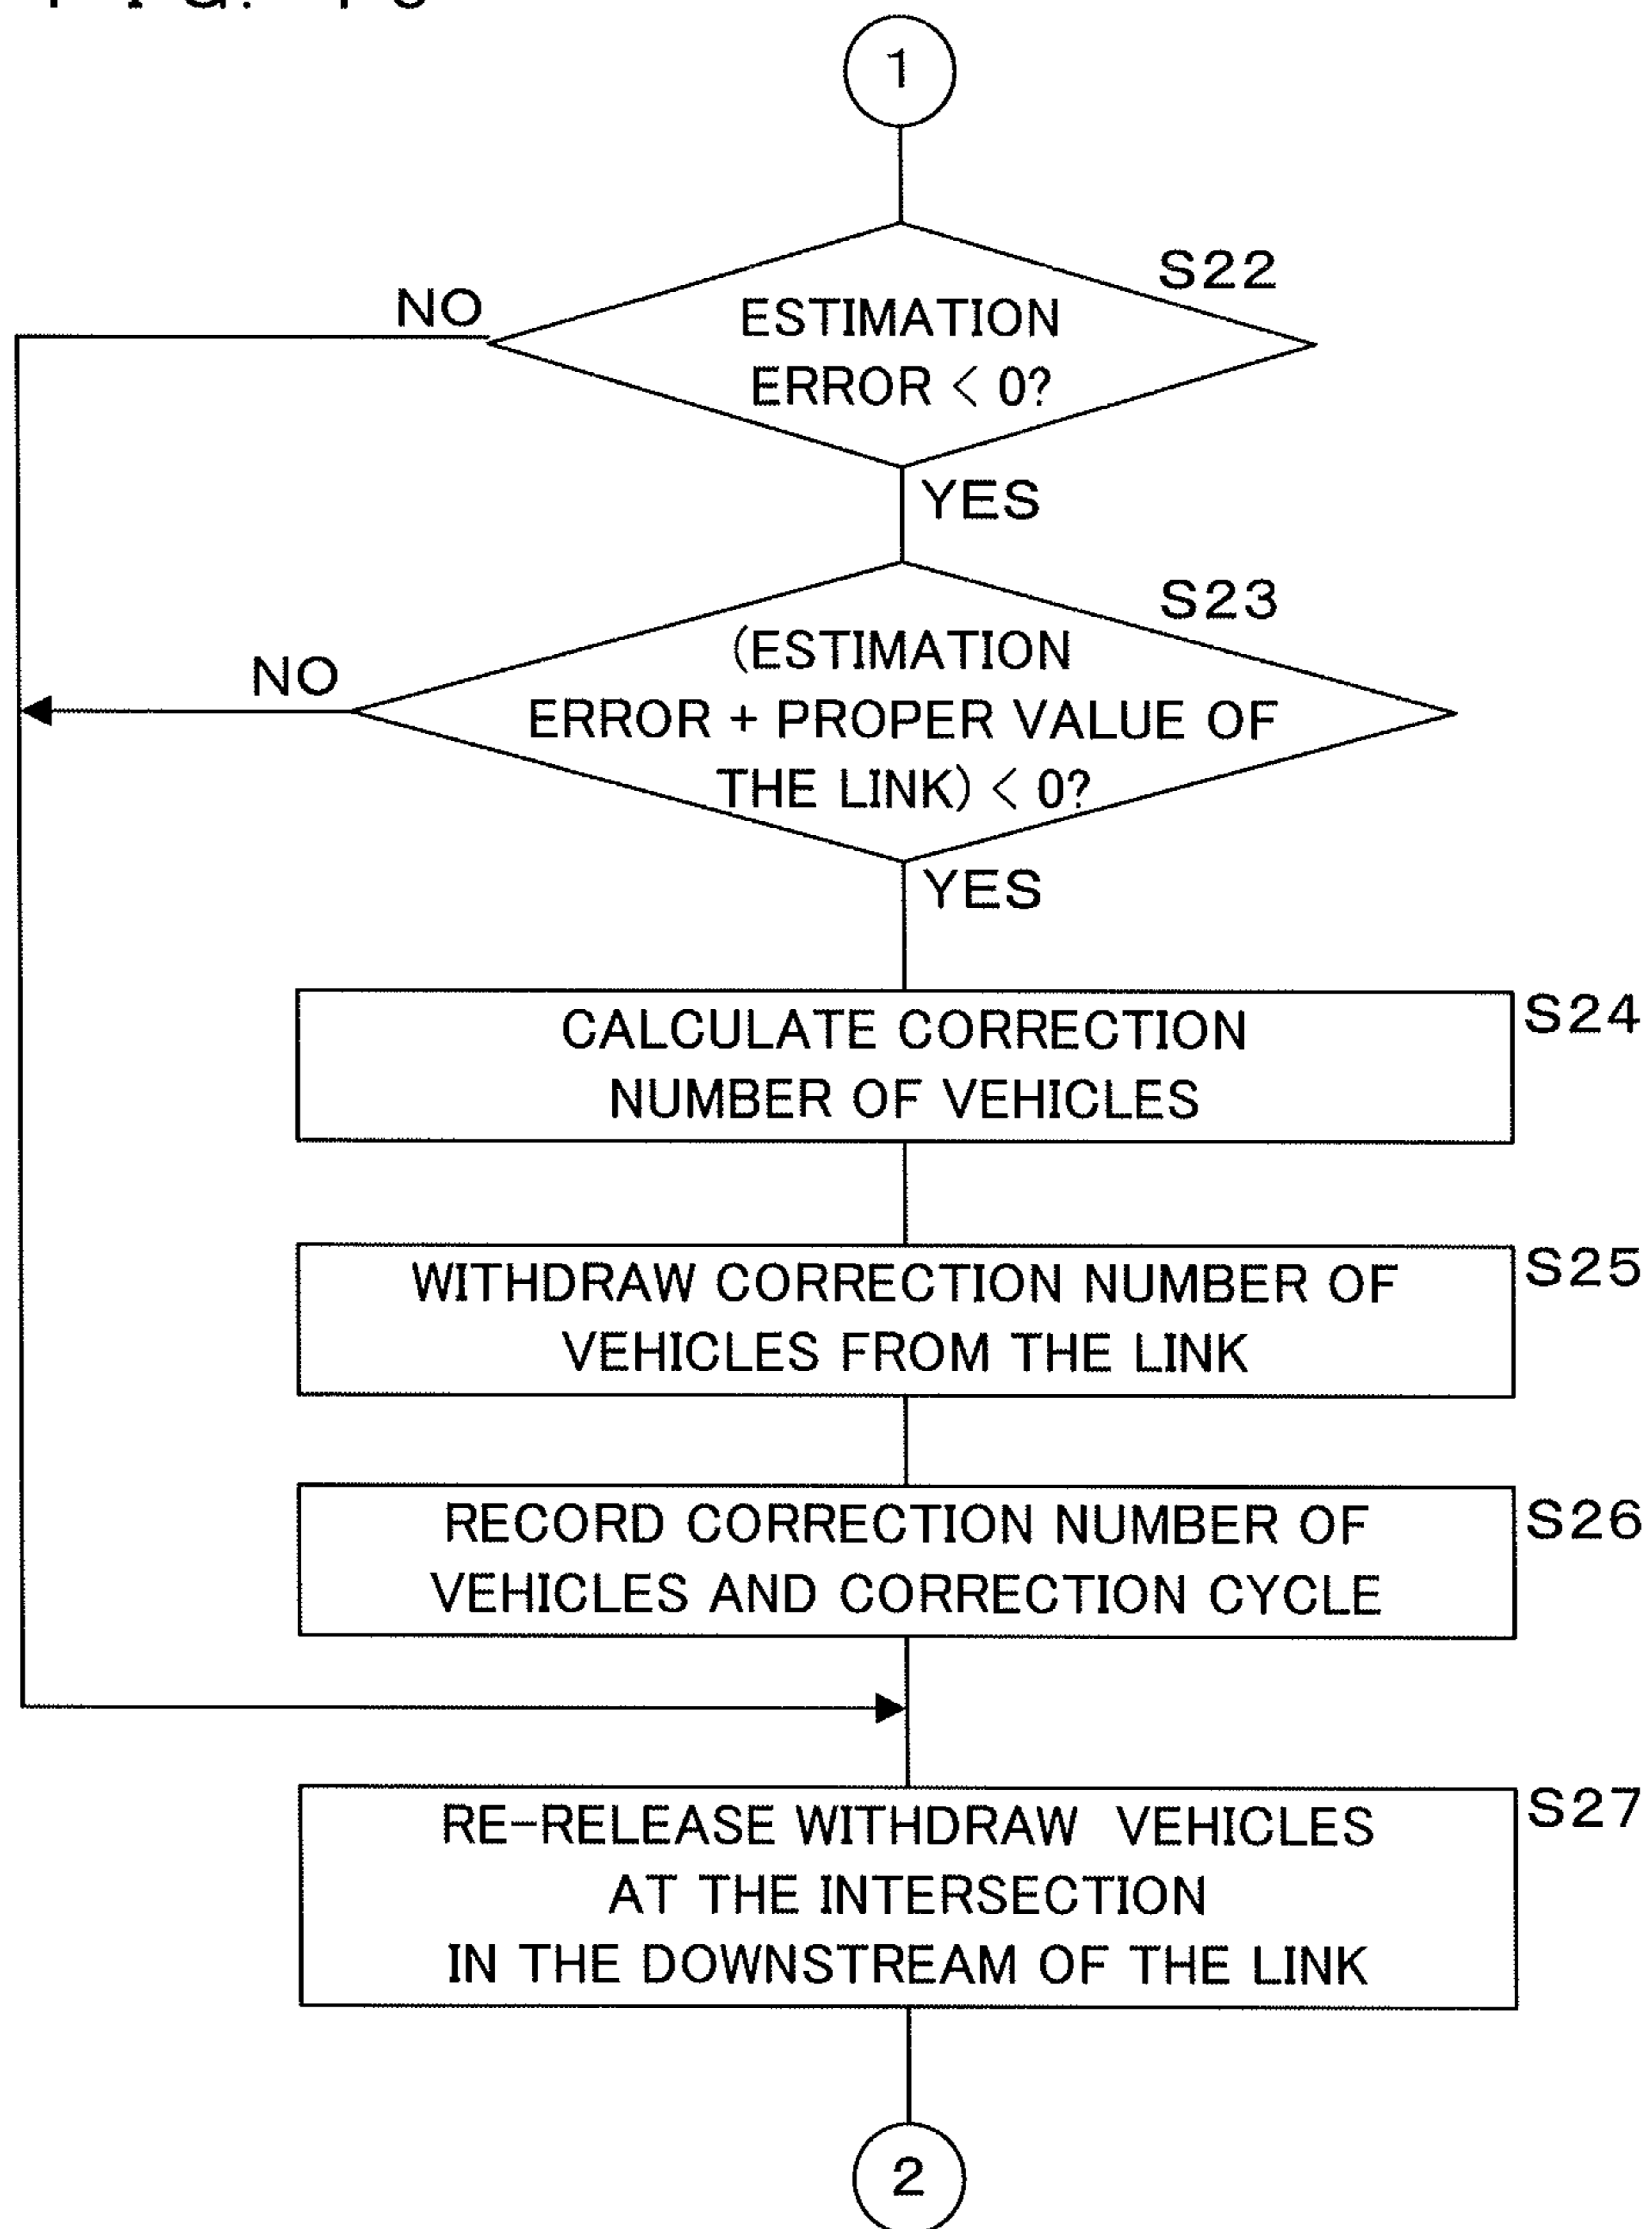 1
S22
NO
ESTIMATION
ERROR < 0?
YES
S23
NO
(ESTIMATION
ERROR + PROPER VALUE OF
THE LINK) < 0?
YES
S24
CALCULATE CORRECTION
NUMBER OF VEHICLES
S25
WITHDRAW CORRECTION NUMBER OF
VEHICLES FROM THE LINK
S26
RECORD CORRECTION NUMBER OF
VEHICLES AND CORRECTION CYCLE
S27
RE-RELEASE WITHDRAW VEHICLES
AT THE INTERSECTION
IN THE DOWNSTREAM OF THE LINK
2